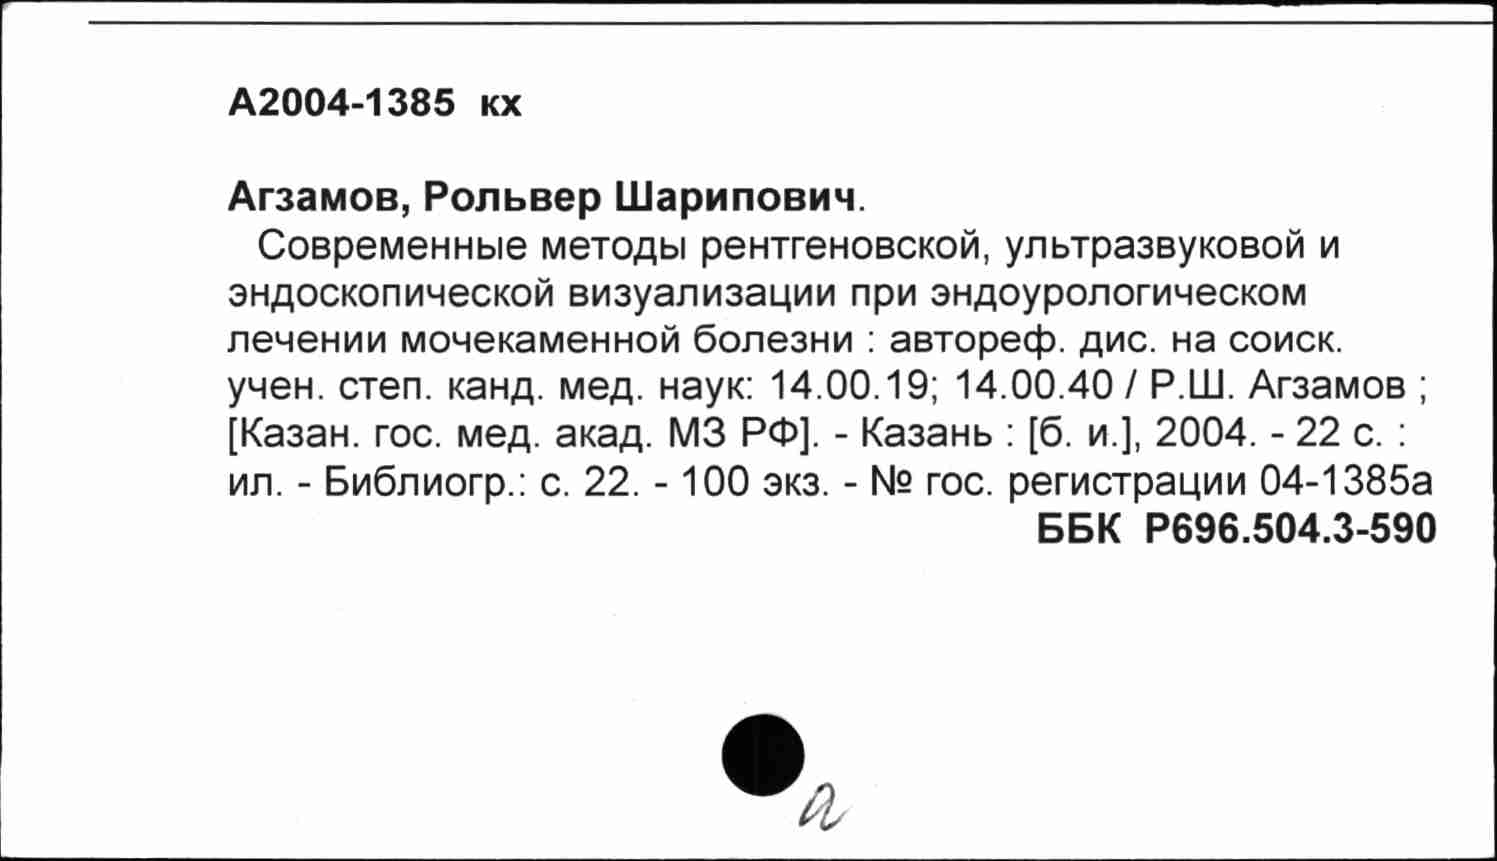 А2004-1385 кх
Агзамов, Рольвер Шарипович.
Современные методы рентгеновской, ультразвуковой и
эндоскопической визуализации при эндоурологическом
лечении мочекаменной болезни : автореф. дис. на соиск.
учен. степ. канд. мед. наук: 14.00.19; 14.00.40 / Р.Ш. Агзамов ;
[Казан. гос. мед. акад. МЗ РФ]. - Казань : [б. и.], 2004. - 22 с. :
ил. - Библиогр.: с. 22. - 100 экз. - № гос. регистрации 04-1385а
ББК Р696.504.3-590
а